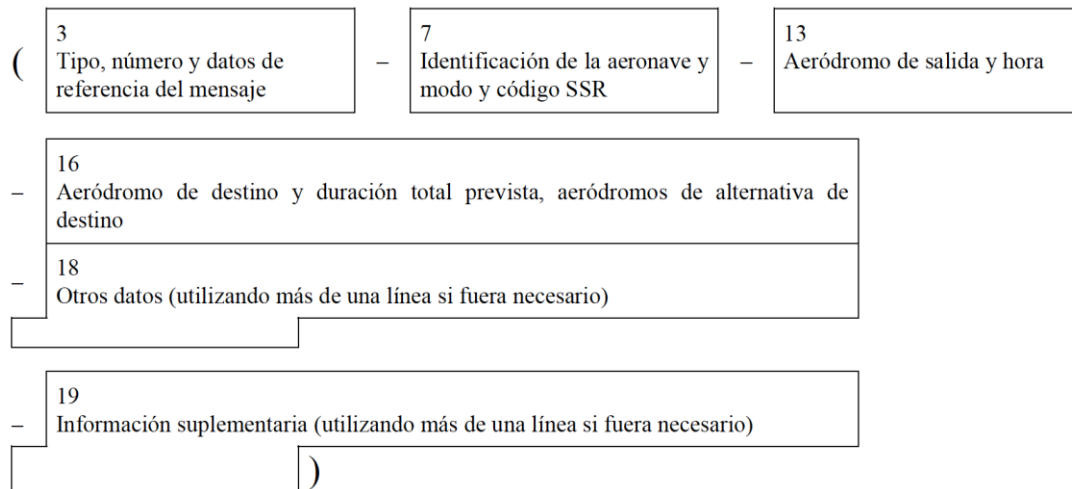 (
3
Tipo, número y datos de
referencia del mensaje
–
7
Identificación de la aeronave y
modo y código SSR
–
13
Aeródromo de salida y hora
–
16
Aeródromo de destino y duración total prevista, aeródromos de alternativa de
destino
–
18
Otros datos (utilizando más de una línea si fuera necesario)
–
19
Información suplementaria (utilizando más de una línea si fuera necesario)
)